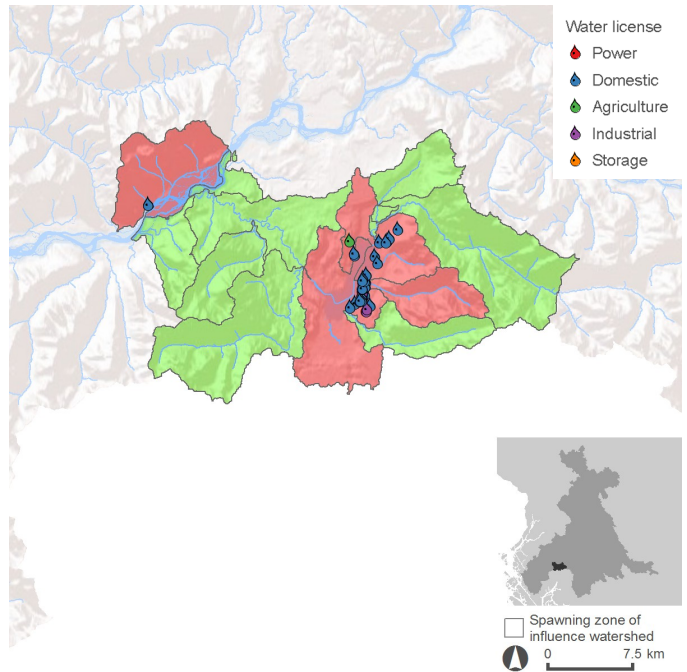 Water license
Power
Domestic
Agriculture
Industrial
Storage
Spawning zone of
influence watershed
0 7.5 km